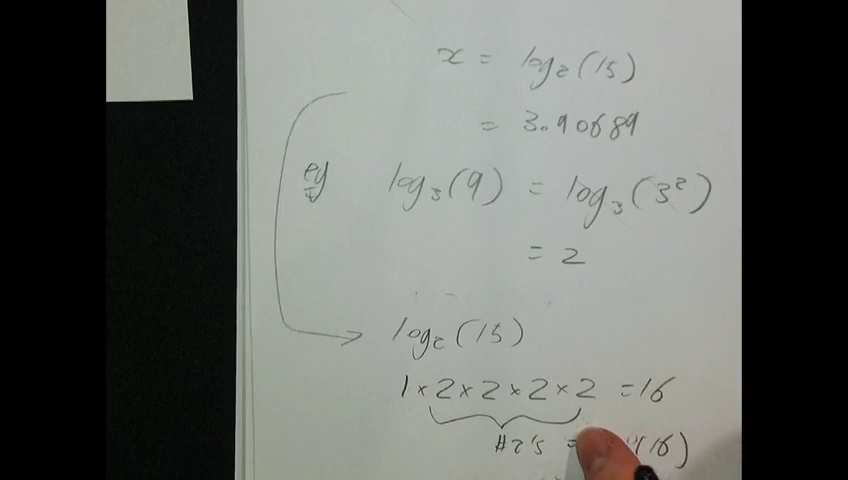 x = log₂(15)
= 3.90689
eg log₃(9) = log₃(3²)
= 2
log₂(15)
1×2×2×2×2 = 16
#2's = (16)